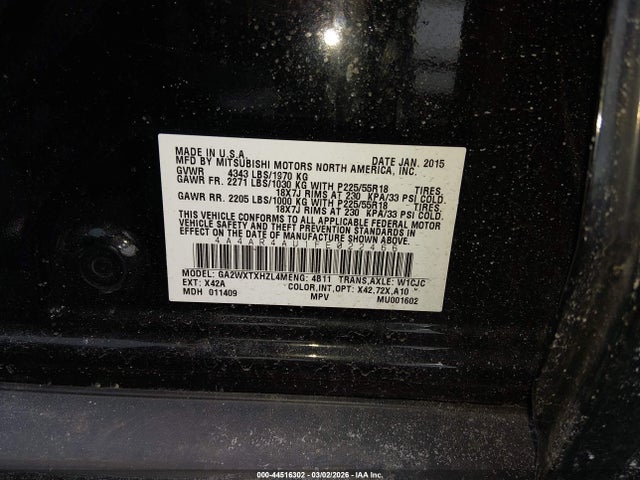 MADE IN U.S.A. DATE JAN. 2015
MFD BY MITSUBISHI MOTORS NORTH AMERICA, INC.
GVWR 4343 LBS/1970 KG
GAWR FR. 2271 LBS/1030 KG WITH P225/55R18 TIRES,
18X7J RIMS AT 230 KPA/33 PSI COLD.
GAWR RR. 2205 LBS/1000 KG WITH P225/55R18 TIRES,
18X7J RIMS AT 230 KPA/33 PSI COLD.
THIS VEHICLE CONFORMS TO ALL APPLICABLE FEDERAL MOTOR
VEHICLE SAFETY AND THEFT PREVENTION STANDARDS IN
EFFECT ON THE DATE OF MANUFACTURE SHOWN ABOVE.
MODEL: GA2WXTXHZL4M ENG: 4B11 TRANS,AXLE: W1CJC
EXT: X42A COLOR,INT,OPT: X42,72X,A10
MDH 011409 MPV MU001602
000-44516302 - 03/02/2026 - IAA Inc.